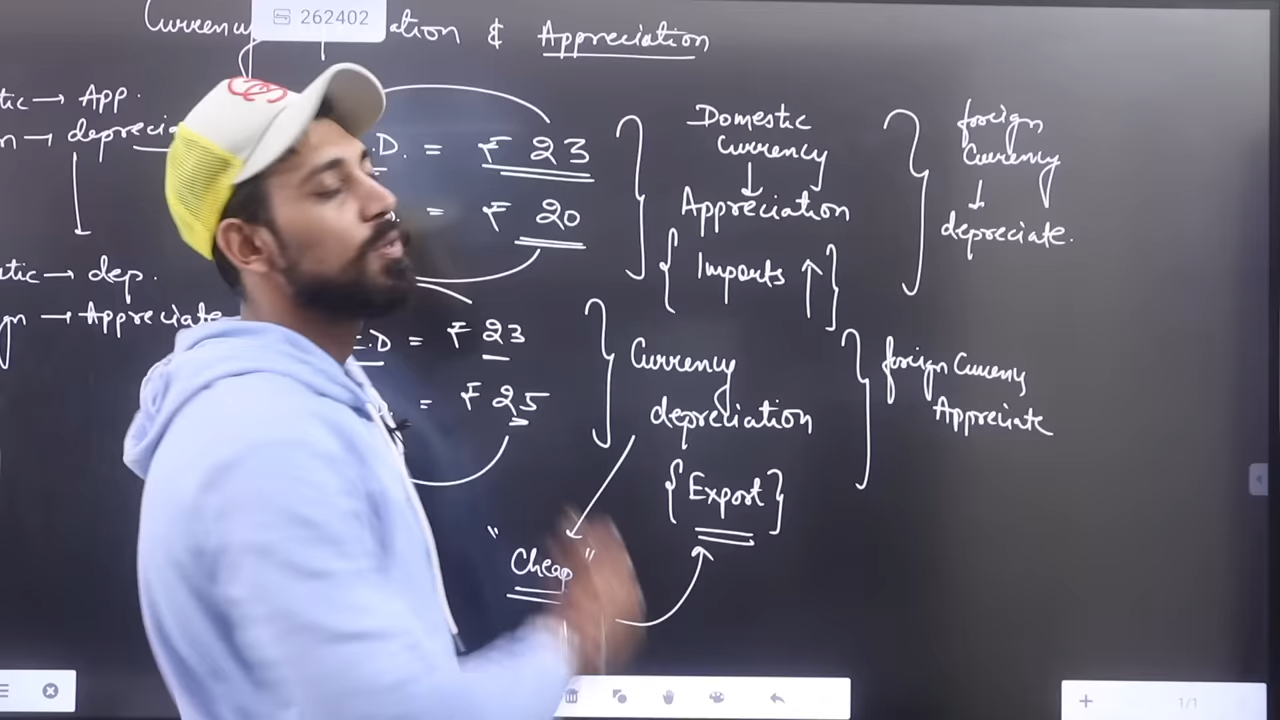 262402
Currency ation & Appreciation
tic → App.
n → deprecia
.D. = ₹ 23
= ₹ 20
Domestic
Currency
↓
Appreciation
{ Imports ↑ }
foreign
Currency
↓
depreciate.
tic → dep.
gn → Appreciate
E.D = ₹ 23
D. = ₹ 25
Currency
depreciation
{ Export }
foreign Currency
Appreciate
" Cheap "
1/1